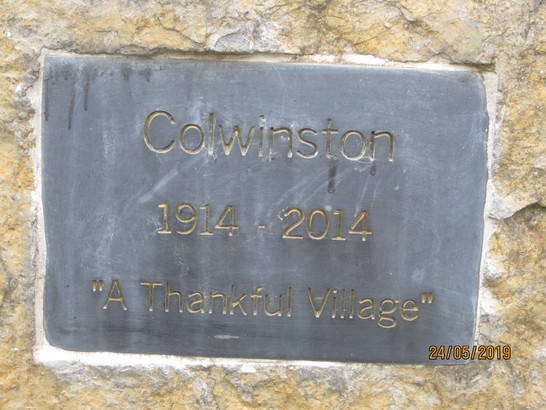 Colwinston
1914 - 2014
"A Thankful Village"
24/05/2019